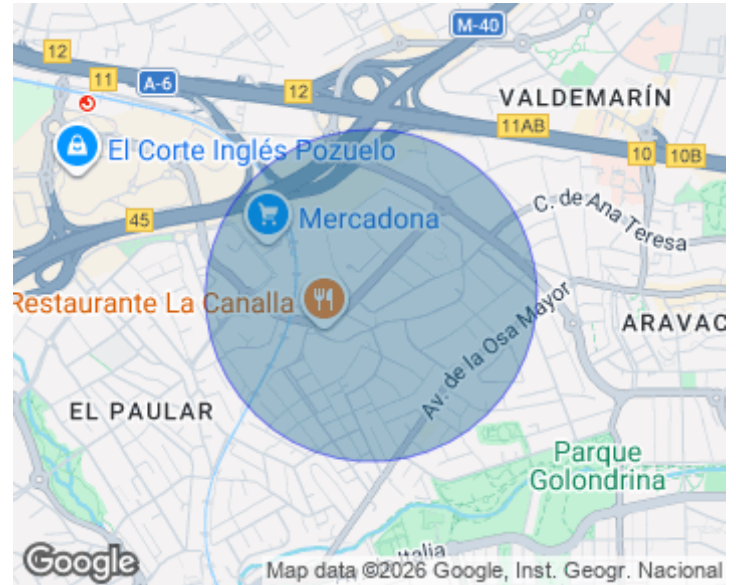 M-40
12
11
A-6
12
VALDEMARÍN
11AB
10
10B
El Corte Inglés Pozuelo
45
Mercadona
C. de Ana Teresa
Restaurante La Canalla
Av. de la Osa Mayor
ARAVAC
EL PAULAR
Parque
Golondrina
Italia
Google
Map data ©2026 Google, Inst. Geogr. Nacional